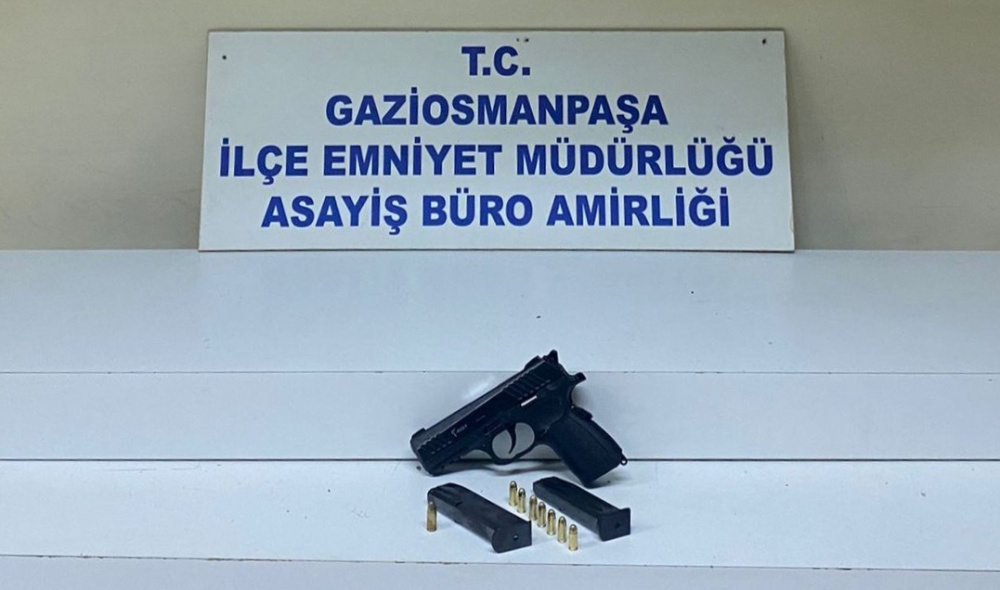 T.C.
GAZİOSMANPAŞA
İLÇE EMNİYET MÜDÜRLÜĞÜ
ASAYİŞ BÜRO AMİRLİĞİ